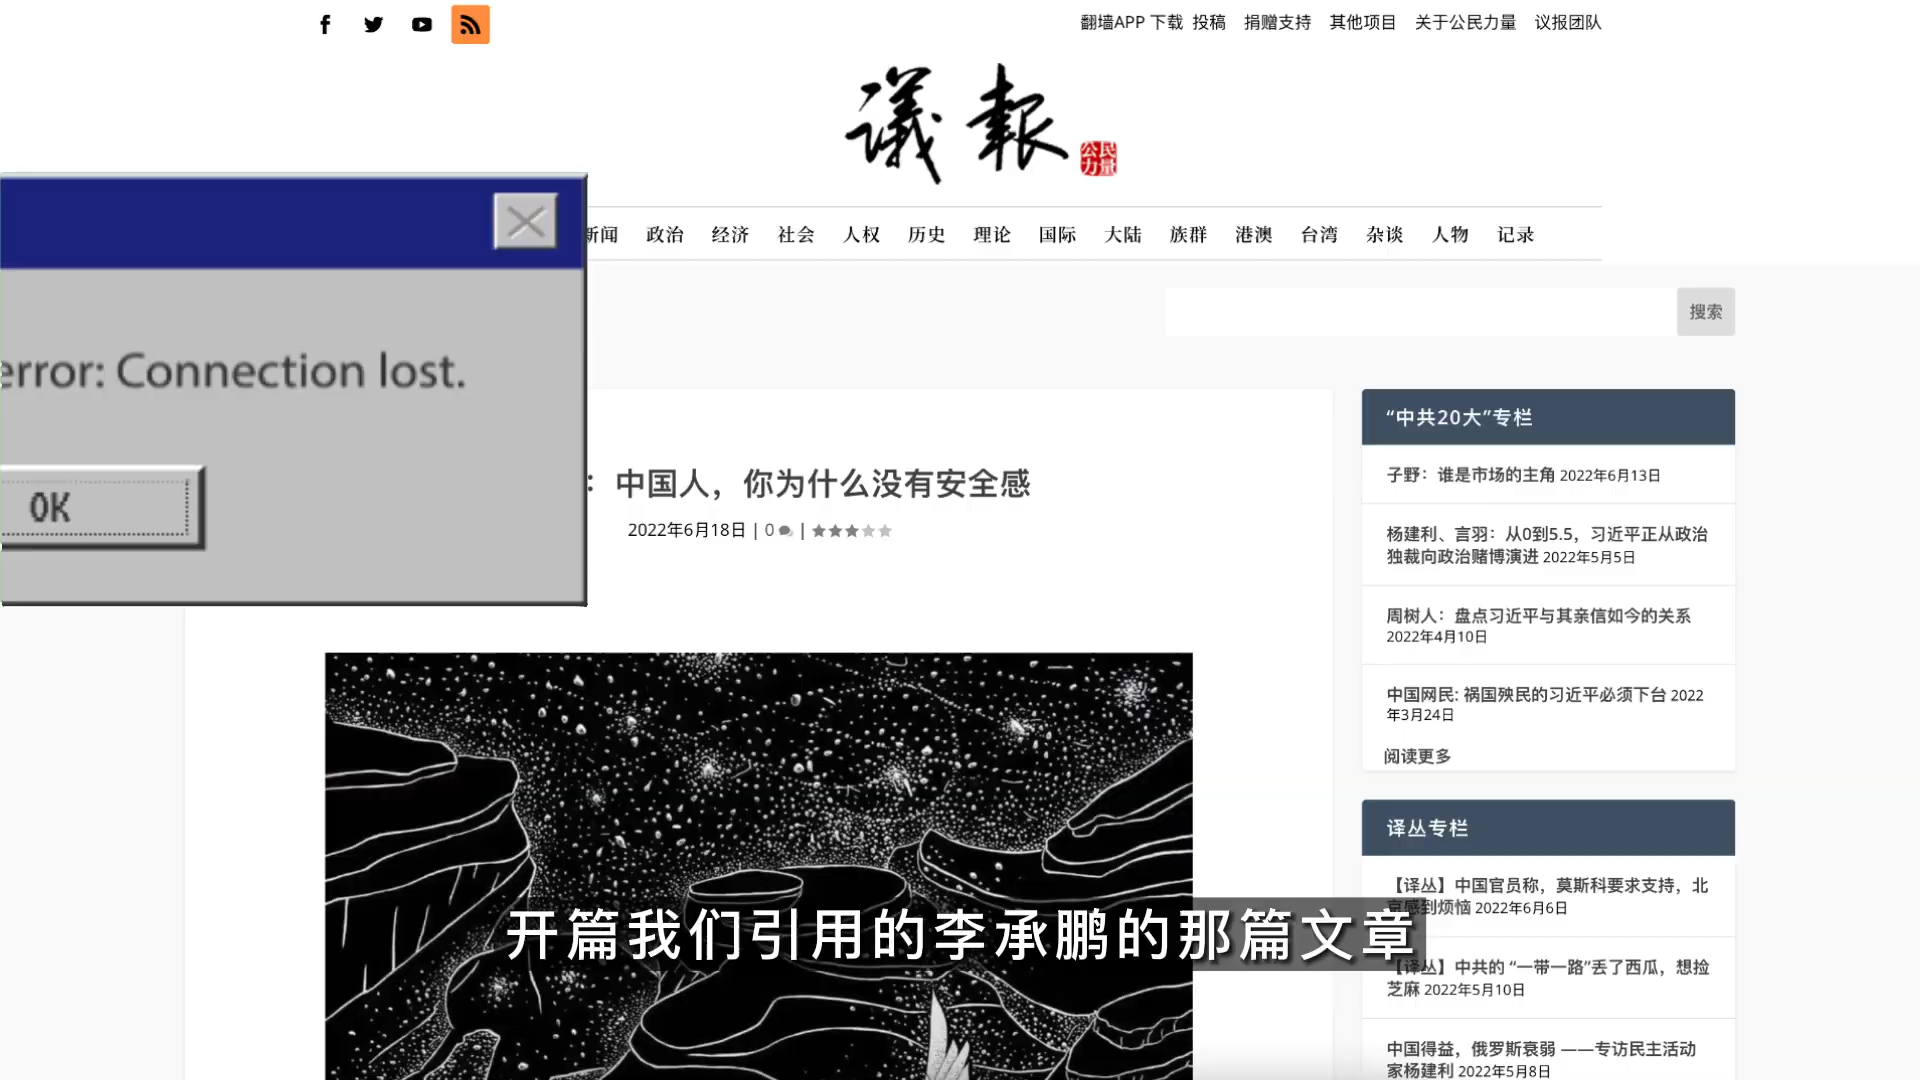 翻墙APP 下载 投稿 捐赠支持 其他项目 关于公民力量 议报团队
議報
公民力量
新闻 政治 经济 社会 人权 历史 理论 国际 大陆 族群 港澳 台湾 杂谈 人物 记录
搜索
error: Connection lost.
OK
：中国人，你为什么没有安全感
2022年6月18日 | 0 |
“中共20大”专栏
子野：谁是市场的主角 2022年6月13日
杨建利、言羽：从0到5.5，习近平正从政治
独裁向政治赌博演进 2022年5月5日
周树人：盘点习近平与其亲信如今的关系
2022年4月10日
中国网民: 祸国殃民的习近平必须下台 2022
年3月24日
阅读更多
译丛专栏
【译丛】中国官员称，莫斯科要求支持，北
京感到烦恼 2022年6月6日
【译丛】中共的 “一带一路”丢了西瓜，想捡
芝麻 2022年5月10日
中国得益，俄罗斯衰弱 ——专访民主活动
家杨建利 2022年5月8日
开篇我们引用的李承鹏的那篇文章